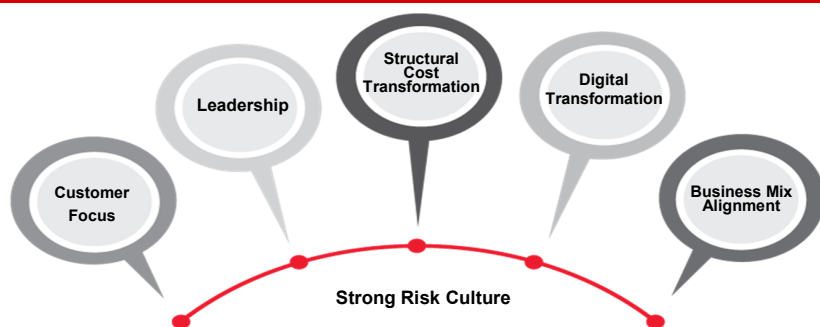 Customer
Focus
Leadership
Structural
Cost
Transformation
Digital
Transformation
Business Mix
Alignment
Strong Risk Culture